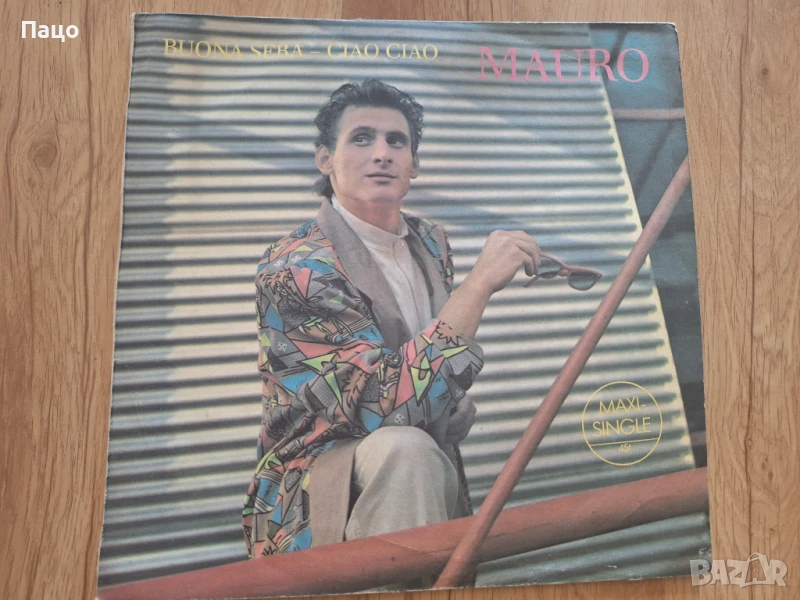 Пацо
BUONA SERA – CIAO CIAO
MAURO
MAXI-
SINGLE
45
BAZAR